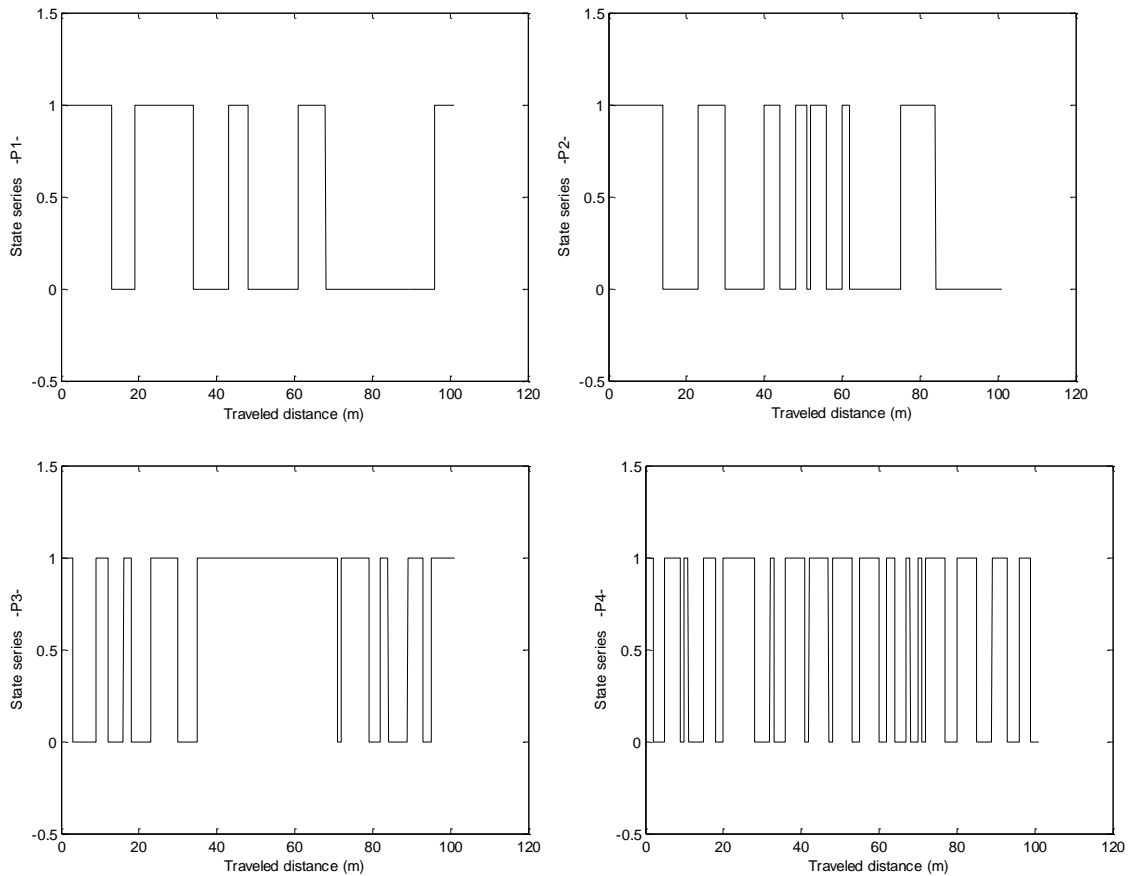 1.5
1
0.5
0
-0.5
State series -P1-
0 20 40 60 80 100 120
Traveled distance (m)
1.5
1
0.5
0
-0.5
State series -P2-
0 20 40 60 80 100 120
Traveled distance (m)
1.5
1
0.5
0
-0.5
State series -P3-
0 20 40 60 80 100 120
Traveled distance (m)
1.5
1
0.5
0
-0.5
State series -P4-
0 20 40 60 80 100 120
Traveled distance (m)